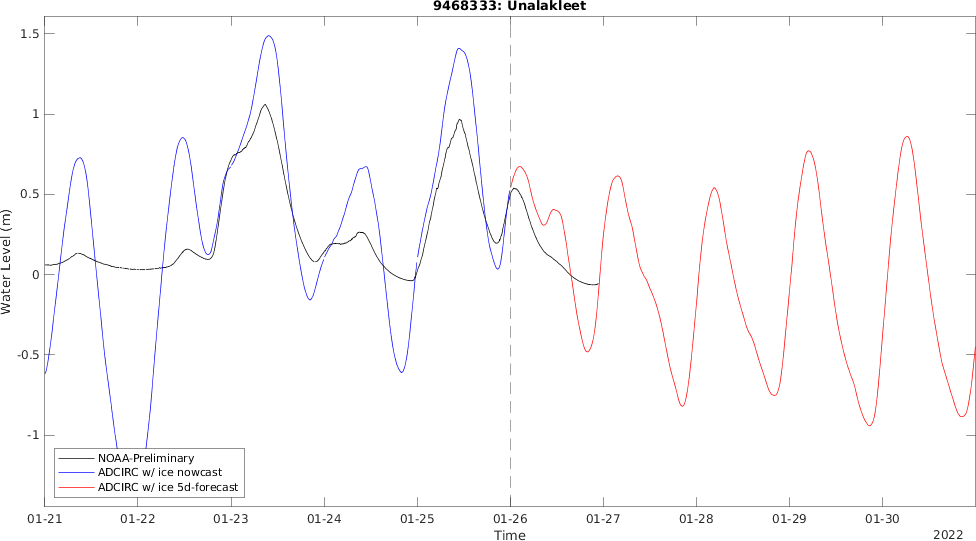 9468333: Unalakleet
1.5
1
0.5
0
-0.5
-1
Water Level (m)
NOAA-Preliminary
ADCIRC w/ ice nowcast
ADCIRC w/ ice 5d-forecast
01-21 01-22 01-23 01-24 01-25 01-26 01-27 01-28 01-29 01-30
Time
2022